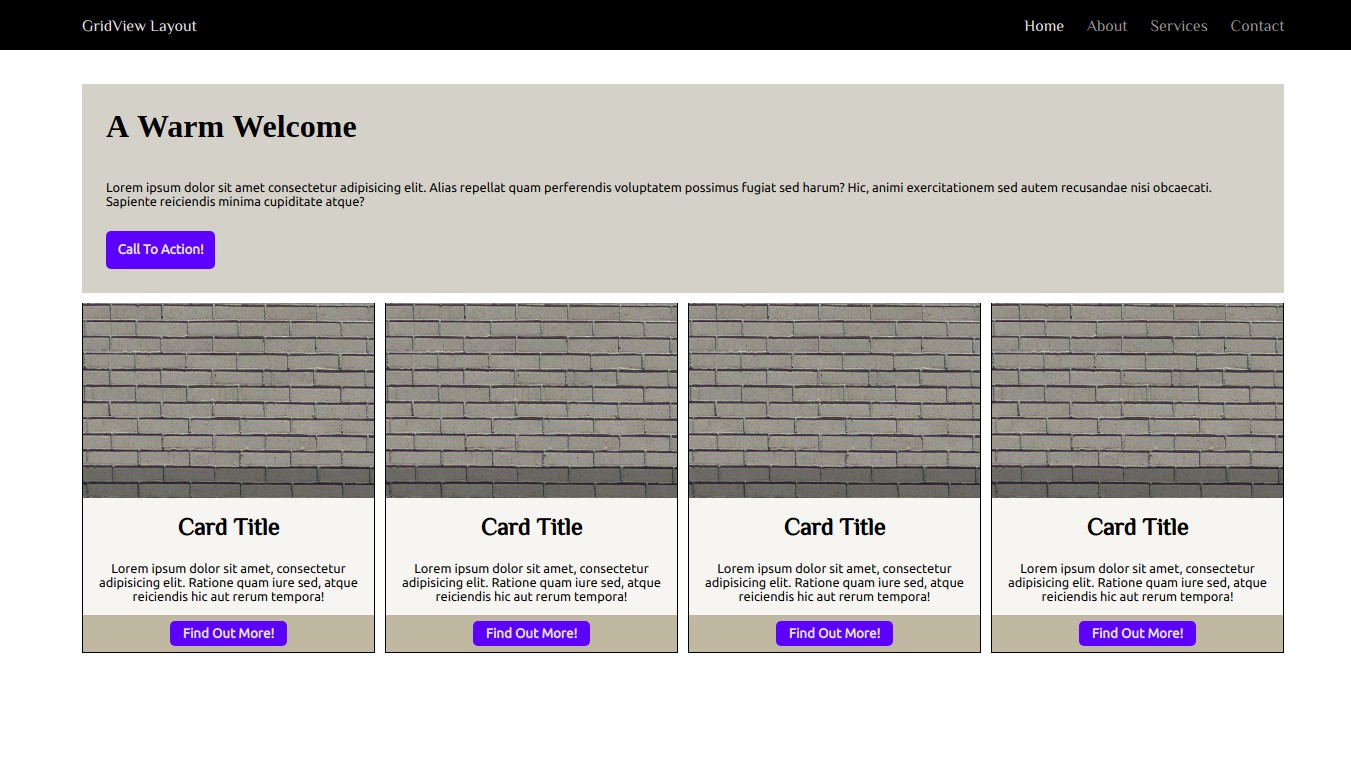 GridView Layout
Home About Services Contact
A Warm Welcome
Lorem ipsum dolor sit amet consectetur adipisicing elit. Alias repellat quam perferendis voluptatem possimus fugiat sed harum? Hic, animi exercitationem sed autem recusandae nisi obcaecati.
Sapiente reiciendis minima cupiditate atque?
Call To Action!
Card Title
Lorem ipsum dolor sit amet, consectetur
adipisicing elit. Ratione quam iure sed, atque
reiciendis hic aut rerum tempora!
Find Out More!
Card Title
Lorem ipsum dolor sit amet, consectetur
adipisicing elit. Ratione quam iure sed, atque
reiciendis hic aut rerum tempora!
Find Out More!
Card Title
Lorem ipsum dolor sit amet, consectetur
adipisicing elit. Ratione quam iure sed, atque
reiciendis hic aut rerum tempora!
Find Out More!
Card Title
Lorem ipsum dolor sit amet, consectetur
adipisicing elit. Ratione quam iure sed, atque
reiciendis hic aut rerum tempora!
Find Out More!